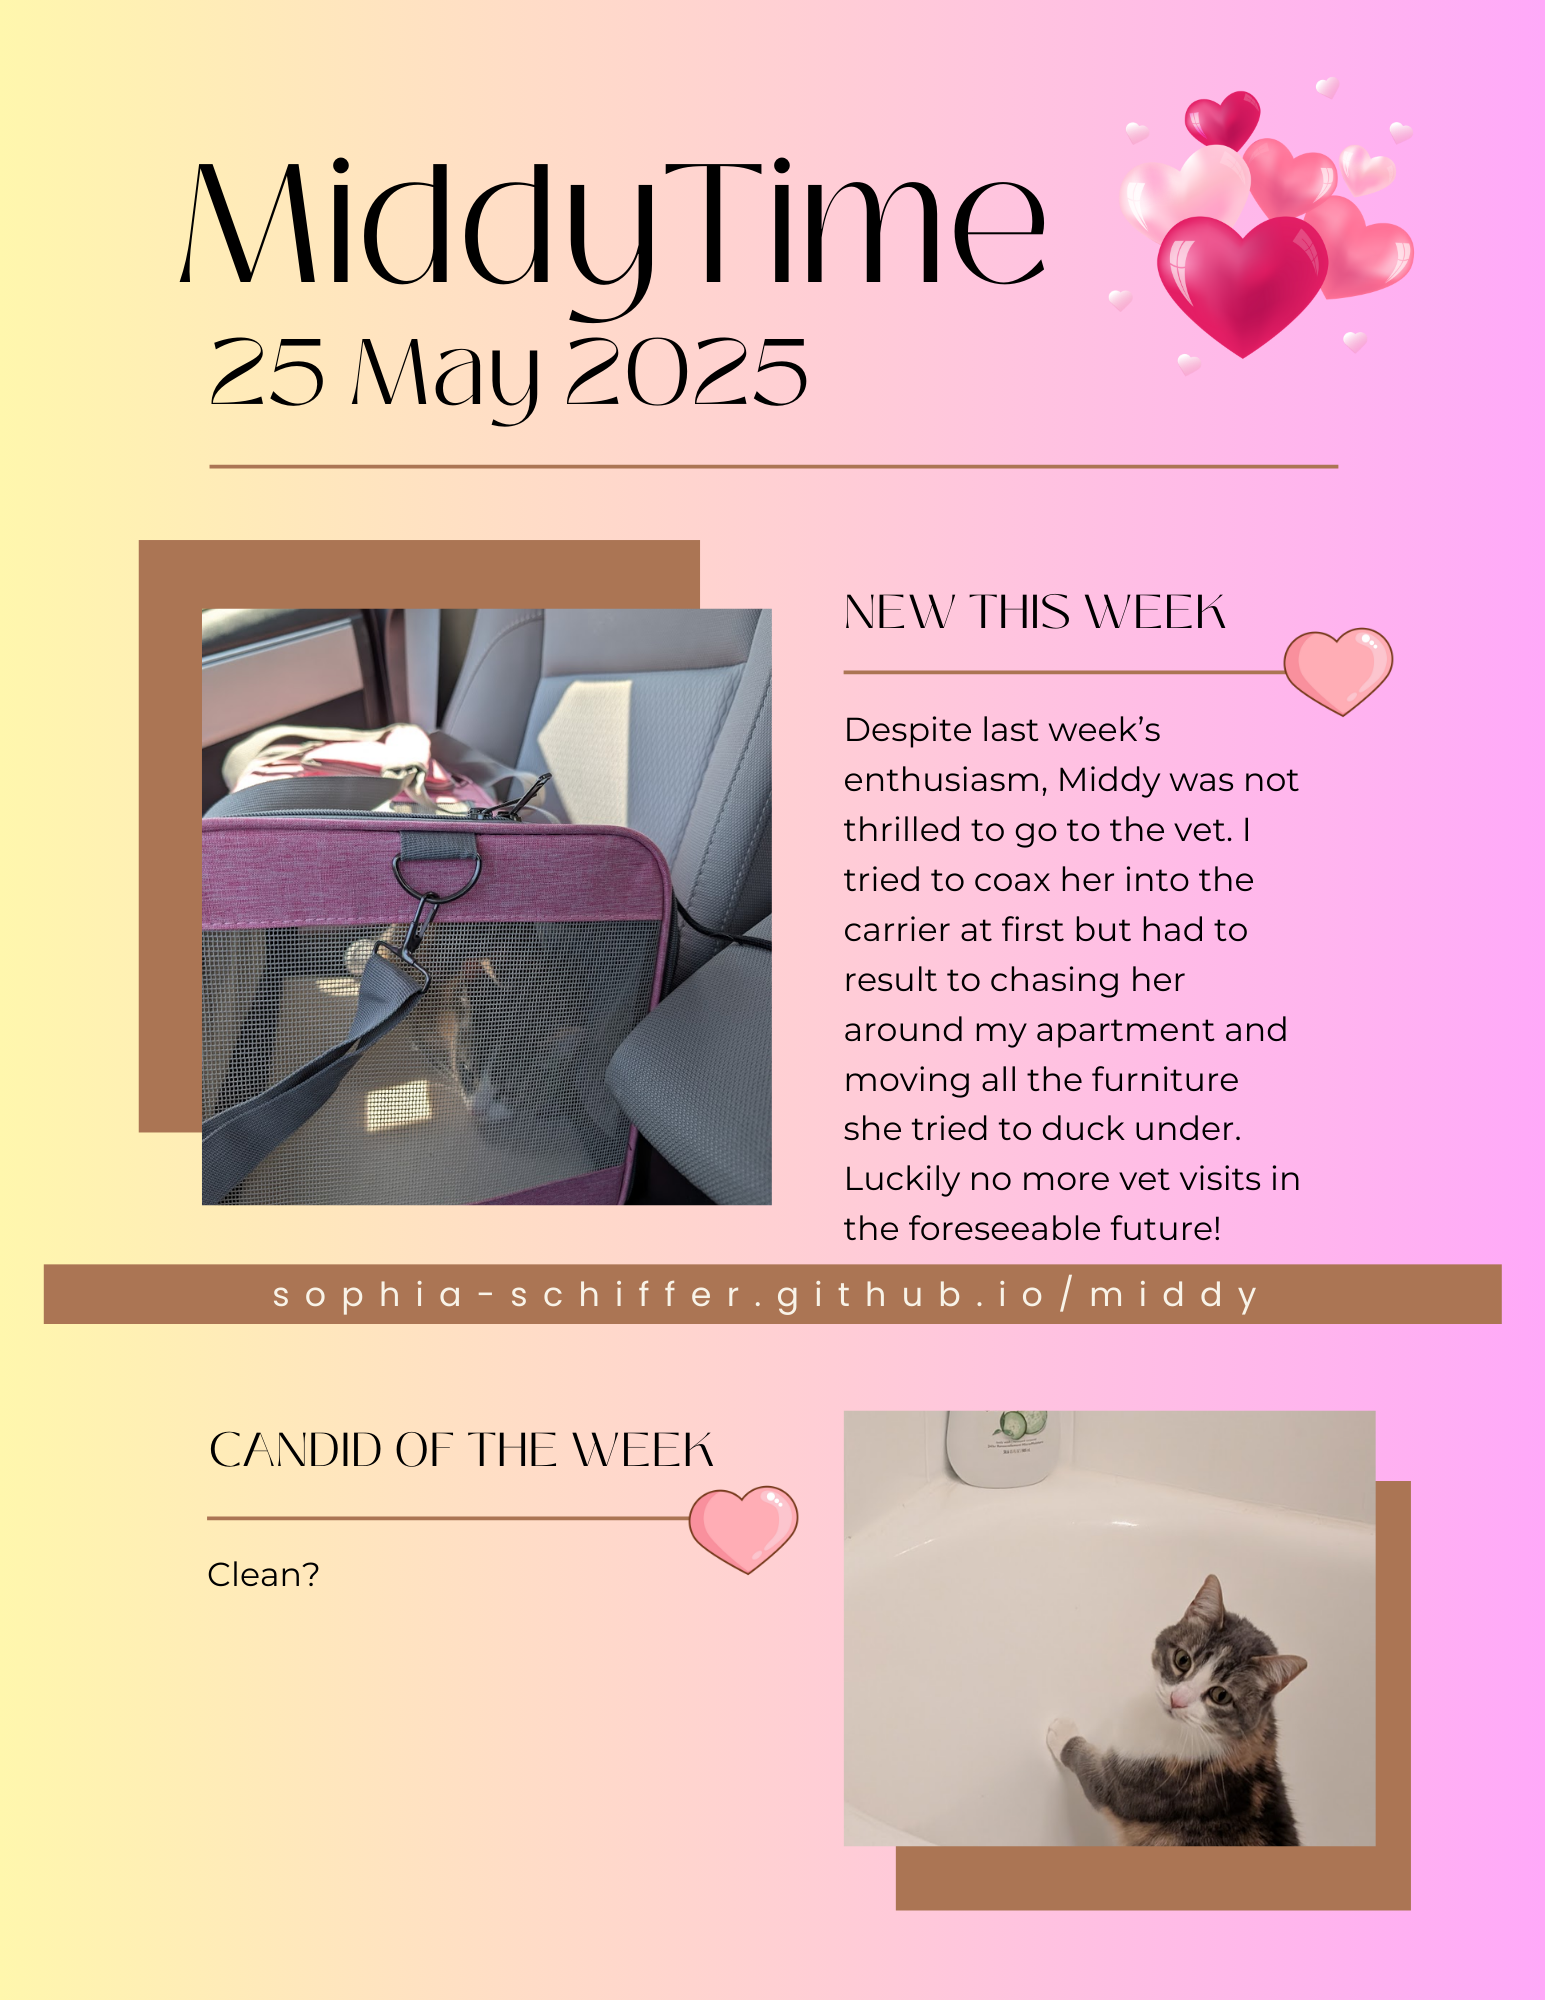 MiddyTime
25 May 2025
NEW THIS WEEK
Despite last week’s
enthusiasm, Middy was not
thrilled to go to the vet. I
tried to coax her into the
carrier at first but had to
result to chasing her
around my apartment and
moving all the furniture
she tried to duck under.
Luckily no more vet visits in
the foreseeable future!
sophia-schiffer.github.io/middy
CANDID OF THE WEEK
Clean?